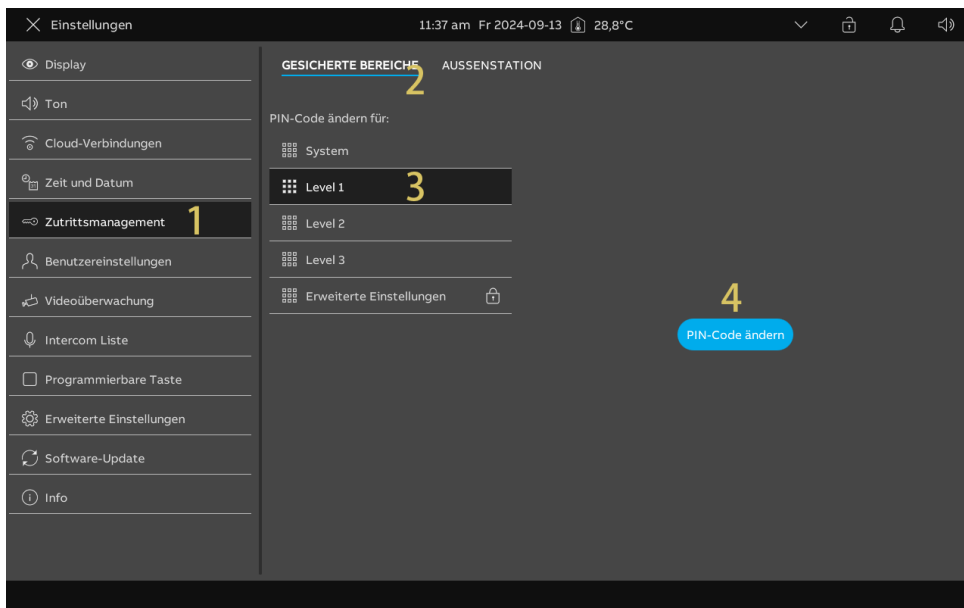 Einstellungen
11:37 am Fr 2024-09-13 28,8°C
Display
Ton
Cloud-Verbindungen
Zeit und Datum
Zutrittsmanagement 1
Benutzereinstellungen
Videoüberwachung
Intercom Liste
Programmierbare Taste
Erweiterte Einstellungen
Software-Update
Info
GESICHERTE BEREICHE AUSSENSTATION
2
PIN-Code ändern für:
System
Level 1 3
Level 2
Level 3
Erweiterte Einstellungen
4
PIN-Code ändern